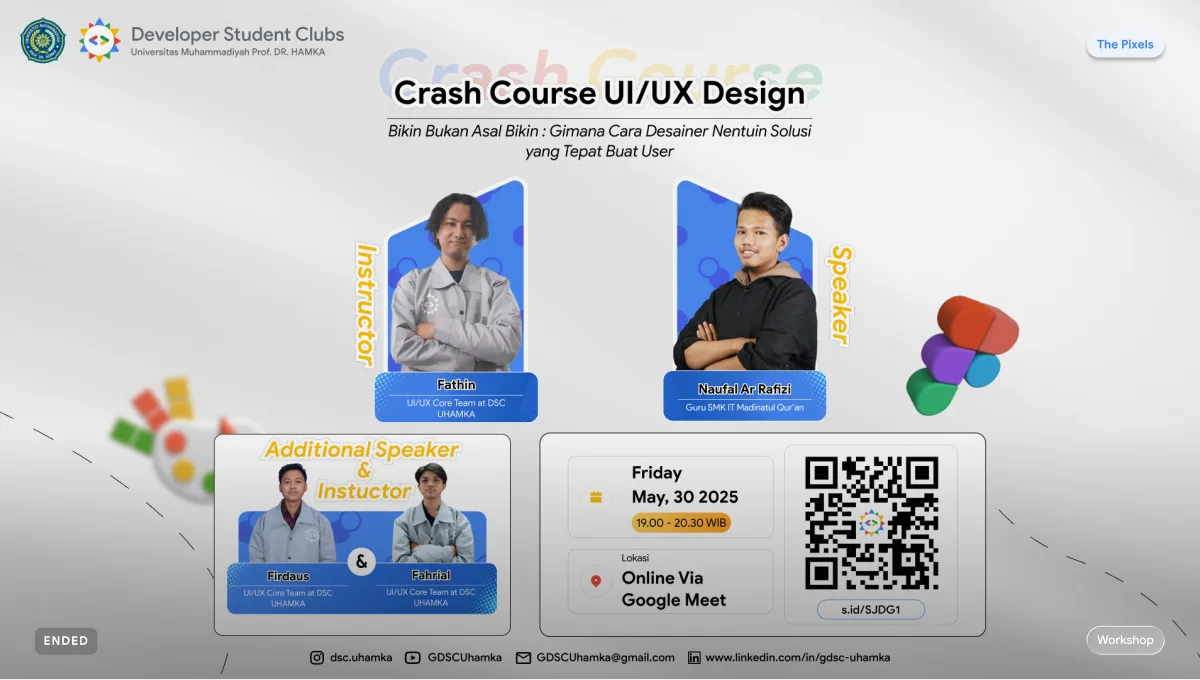 Developer Student Clubs
Universitas Muhammadiyah Prof. DR. HAMKA
The Pixels
Crash Course
Crash Course UI/UX Design
Bikin Bukan Asal Bikin : Gimana Cara Desainer Nentuin Solusi
yang Tepat Buat User
Instructor
Fathin
UI/UX Core Team at DSC
UHAMKA
Speaker
Naufal Ar Rafizi
Guru SMK IT Madinatul Qur'an
Additional Speaker
&
Instuctor
Firdaus
UI/UX Core Team at DSC
UHAMKA
&
Fahrial
UI/UX Core Team at DSC
UHAMKA
Friday
May, 30 2025
19.00 - 20.30 WIB
Lokasi
Online Via
Google Meet
s.id/SJDG1
ENDED
Workshop
dsc.uhamka
GDSCUhamka
GDSCUhamka@gmail.com
www.linkedin.com/in/gdsc-uhamka